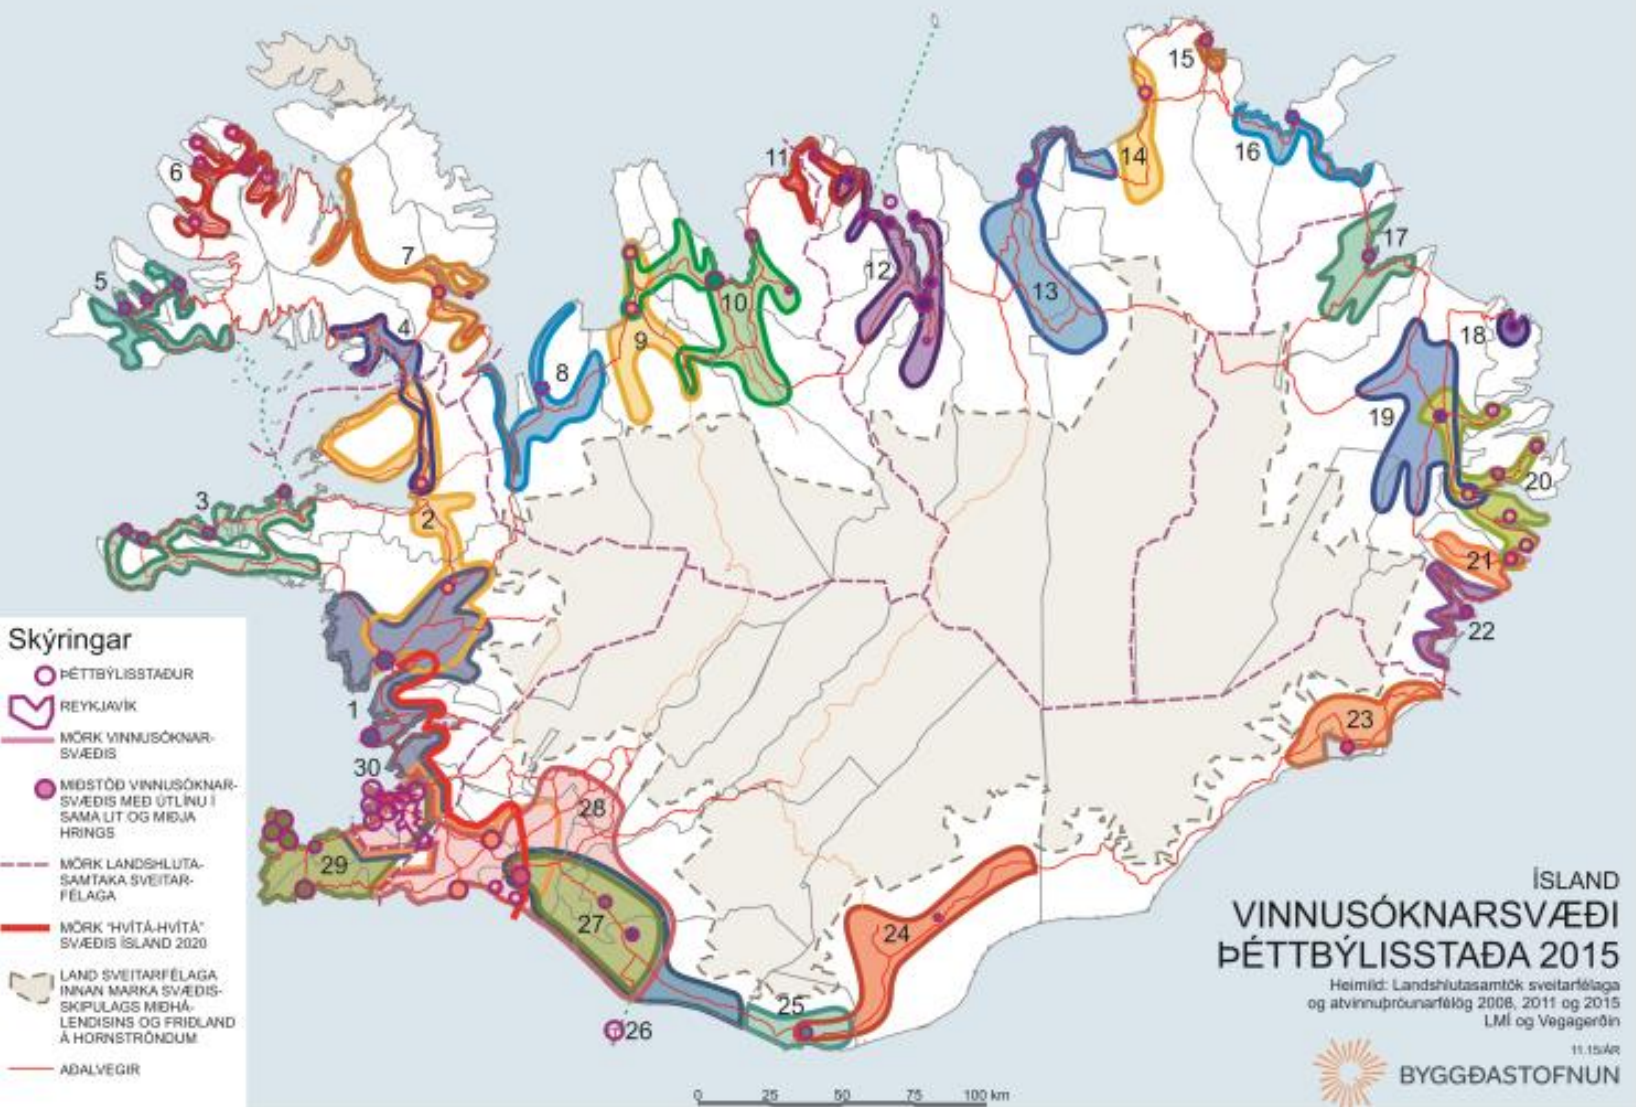 15
11
14
16
6
17
7
12
5
10
13
18
4
9
8
19
20
3
2
21
22
23
1
30
28
29
27
24
25
26
Skýringar
ÞÉTTBÝLISSTAÐUR
REYKJAVÍK
MÖRK VINNUSÓKNAR-
SVÆÐIS
MIÐSTÖÐ VINNUSÓKNAR-
SVÆÐIS MEÐ ÚTLÍNU Í
SAMA LIT OG MIÐJA
HRINGS
MÖRK LANDSHLUTA-
SAMTAKA SVEITAR-
FÉLAGA
MÖRK "HVÍTÁ-HVÍTÁ"
SVÆÐIS ÍSLAND 2020
LAND SVEITARFÉLAGA
INNAN MARKA SVÆÐIS-
SKIPULAGS MIÐHÁ-
LENDISINS OG FRIÐLAND
Á HORNSTRÖNDUM
AÐALVEGIR
ÍSLAND
VINNUSÓKNARSVÆÐI
ÞÉTTBÝLISSTAÐA 2015
Heimild: Landshlutasamtök sveitarfélaga
og atvinnuþróunarfélög 2008, 2011 og 2015
LMÍ og Vegagerðin
11.15/ÁR
BYGGÐASTOFNUN
0 25 50 75 100 km